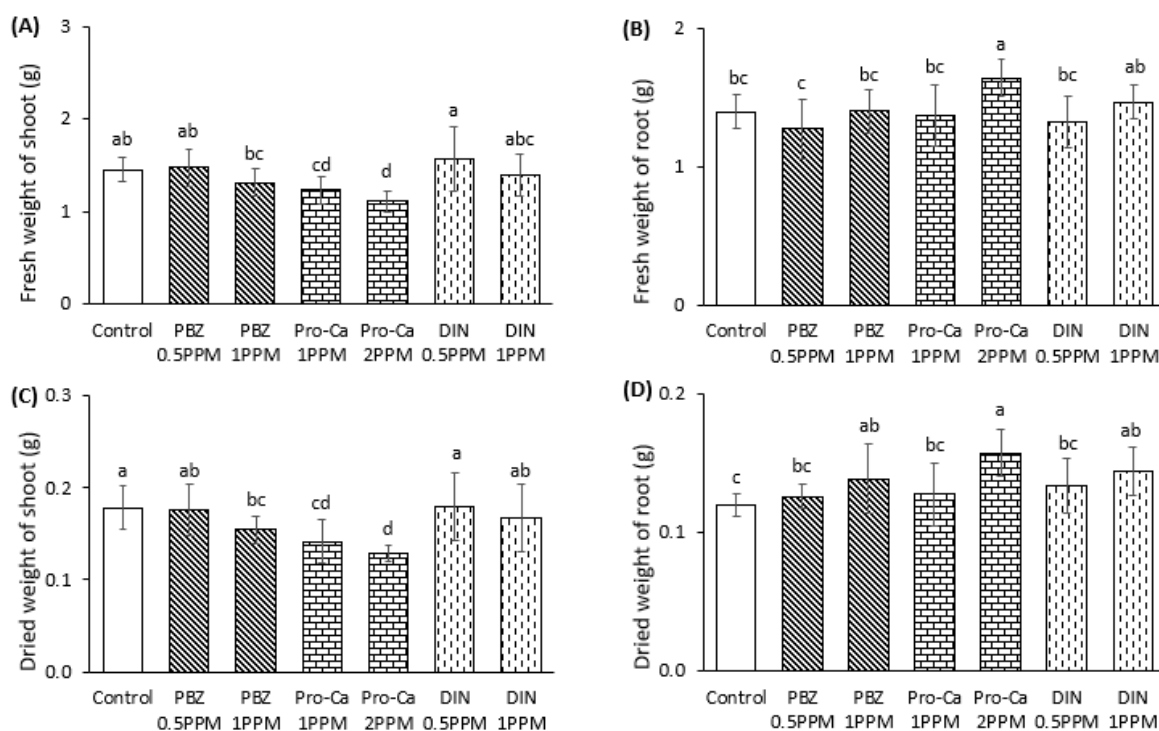 (A)
Fresh weight of shoot (g)
3
2
1
0
ab
ab
bc
cd
d
a
abc
Control
PBZ
0.5PPM
PBZ
1PPM
Pro-Ca
1PPM
Pro-Ca
2PPM
DIN
0.5PPM
DIN
1PPM
(B)
Fresh weight of root (g)
2
1
0
bc
c
bc
bc
a
bc
ab
Control
PBZ
0.5PPM
PBZ
1PPM
Pro-Ca
1PPM
Pro-Ca
2PPM
DIN
0.5PPM
DIN
1PPM
(C)
Dried weight of shoot (g)
0.3
0.2
0.1
0.0
a
ab
bc
cd
d
a
ab
Control
PBZ
0.5PPM
PBZ
1PPM
Pro-Ca
1PPM
Pro-Ca
2PPM
DIN
0.5PPM
DIN
1PPM
(D)
Dried weight of root (g)
0.2
0.1
0.0
c
bc
ab
bc
a
bc
ab
Control
PBZ
0.5PPM
PBZ
1PPM
Pro-Ca
1PPM
Pro-Ca
2PPM
DIN
0.5PPM
DIN
1PPM